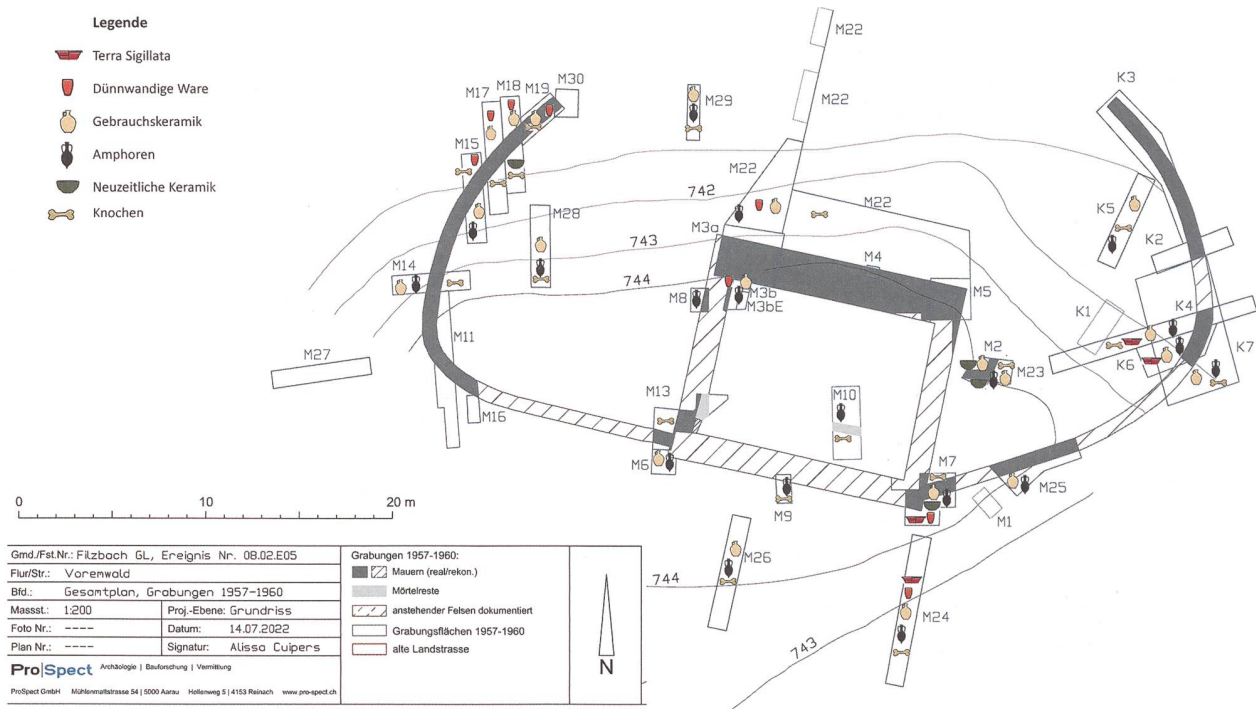 Legende
Terra Sigillata
Dünnwandige Ware
Gebrauchskeramik
Amphoren
Neuzeitliche Keramik
Knochen
M22
M22
M22
M22
M30
M19
M18
M17
M15
M29
M28
M14
M11
M27
M16
M3a
M3b
M3bE
M4
M5
M8
M13
M6
M10
M9
M7
M2
M23
M25
M1
M26
M24
K3
K5
K2
K1
K4
K6
K7
742
743
744
744
743
0 10 20 m
Gmd./Fst.Nr.: Filzbach GL, Ereignis Nr. 08.02.E05
Flur/Str.: Voremwald
Bfd.: Gesamtplan, Grabungen 1957-1960
Massst.: 1:200 Proj.-Ebene: Grundriss
Foto Nr.: ---- Datum: 14.07.2022
Plan Nr.: ---- Signatur: Alissa Cuipers
Pro|Spect Archäologie | Bauforschung | Vermittlung
ProSpect GmbH Mühlenmattstrasse 54 | 5000 Aarau Hellenweg 5 | 4153 Reinach www.pro-spect.ch
Grabungen 1957-1960:
Mauern (real/rekon.)
Mörtelreste
anstehender Felsen dokumentiert
Grabungsflächen 1957-1960
alte Landstrasse
N